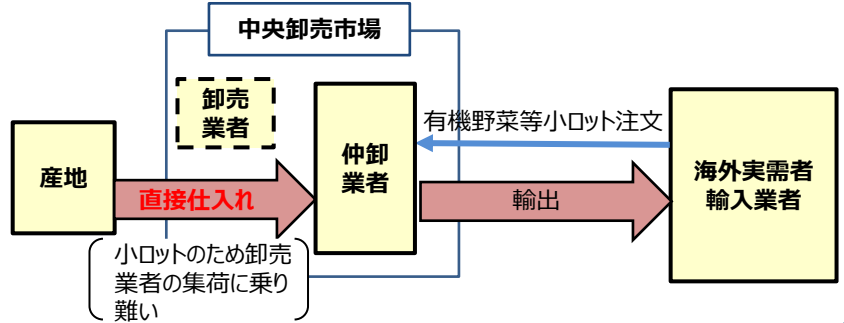 中央卸売市場
卸売
業者
仲卸
業者
有機野菜等小ロット注文
産地
直接仕入れ
輸出
海外実需者
輸入業者
小ロットのため卸売
業者の集荷に乗り
難い